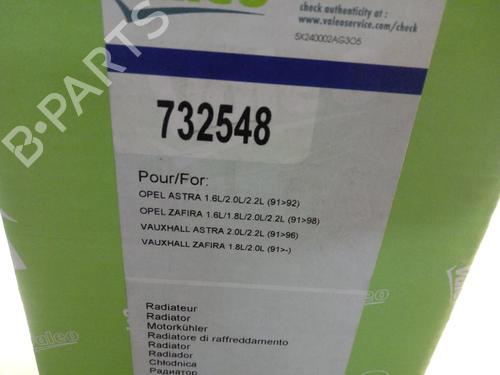 Valeo
check authenticity at :
www.valeoservice.com/check
5X240002AG3O5
732548
Pour/For:
OPEL ASTRA 1.6L/2.0L/2.2L (91>92)
OPEL ZAFIRA 1.6L/1.8L/2.0L/2.2L (91>98)
VAUXHALL ASTRA 2.0L/2.2L (91>96)
VAUXHALL ZAFIRA 1.8L/2.0L (91>-)
Radiateur
Radiator
Motorkühler
Radiatore di raffreddamento
Radiator
Radiador
Chłodnica
Радиатор
Valeo
B-PARTS